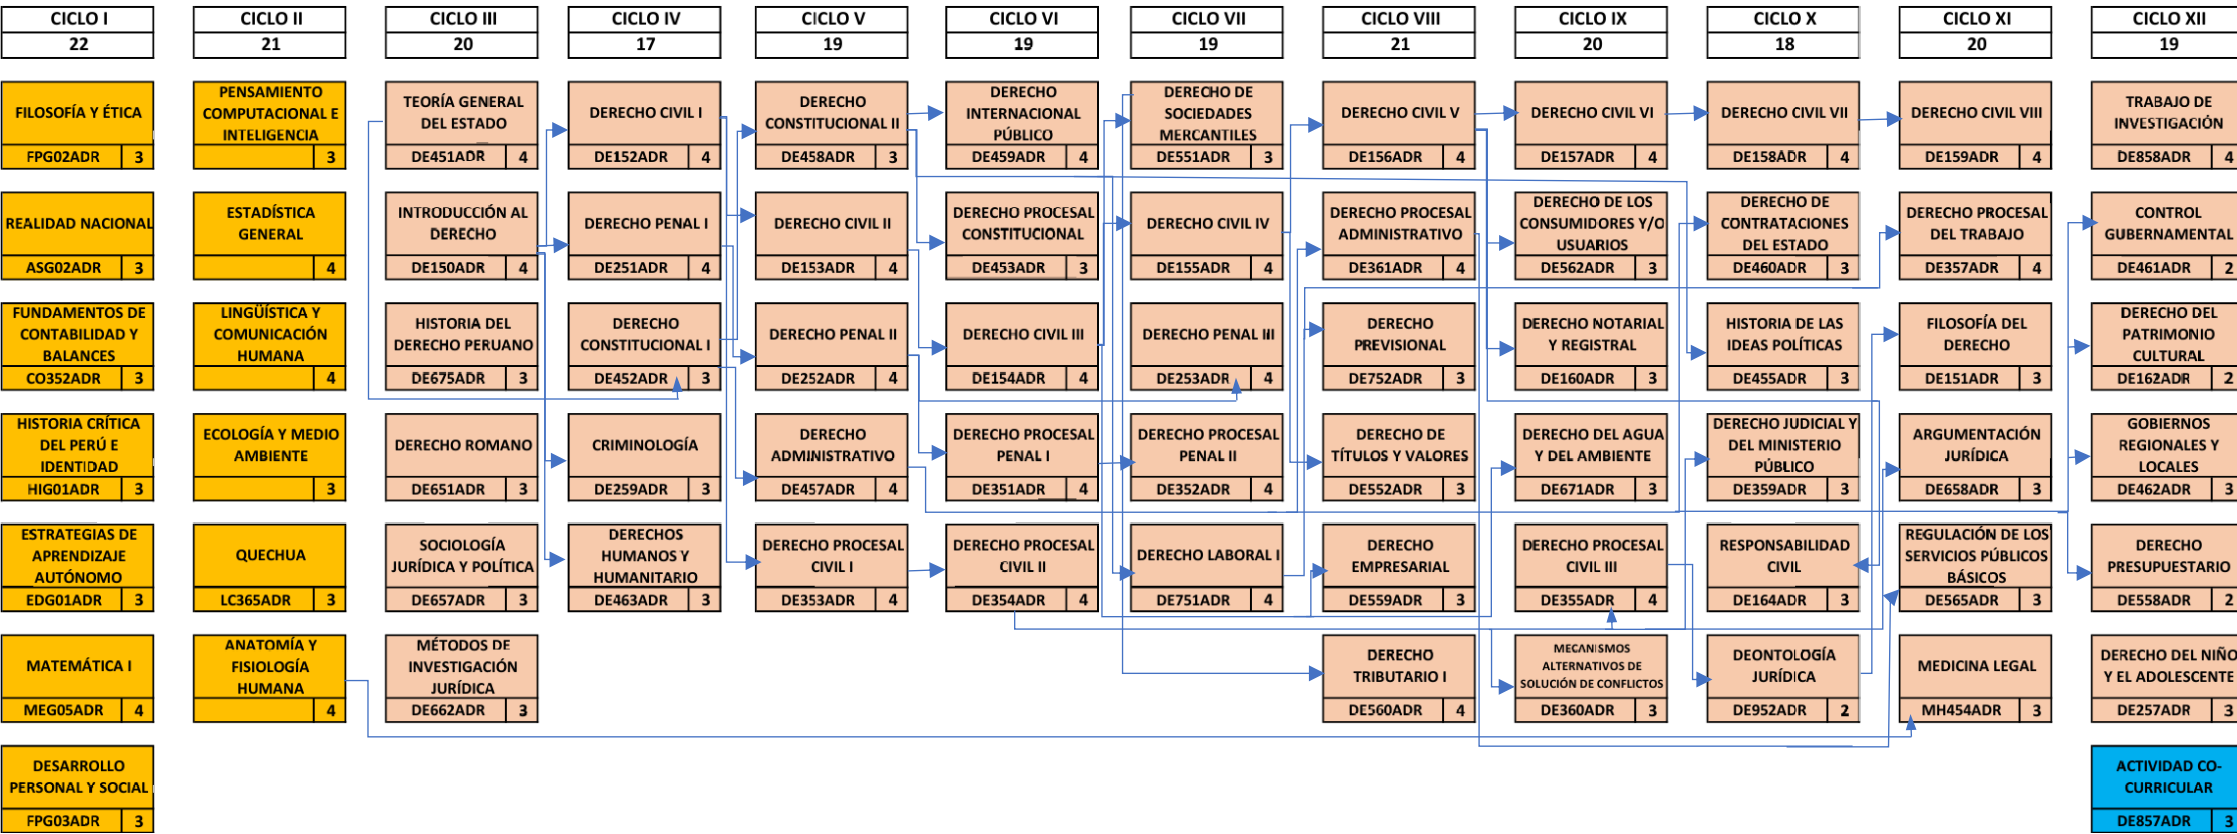 CICLO I
22
FILOSOFÍA Y ÉTICA
FPG02ADR 3
REALIDAD NACIONAL
ASG02ADR 3
FUNDAMENTOS DE
CONTABILIDAD Y
BALANCES
CO352ADR 3
HISTORIA CRÍTICA
DEL PERÚ E
IDENTIDAD
HIG01ADR 3
ESTRATEGIAS DE
APRENDIZAJE
AUTÓNOMO
EDG01ADR 3
MATEMÁTICA I
MEG05ADR 4
DESARROLLO
PERSONAL Y SOCIAL
FPG03ADR 3
CICLO II
21
PENSAMIENTO
COMPUTACIONAL E
INTELIGENCIA
3
ESTADÍSTICA
GENERAL
4
LINGÜÍSTICA Y
COMUNICACIÓN
HUMANA
4
ECOLOGÍA Y MEDIO
AMBIENTE
3
QUECHUA
LC365ADR 3
ANATOMÍA Y
FISIOLOGÍA
HUMANA
4
CICLO III
20
TEORÍA GENERAL
DEL ESTADO
DE451ADR 4
INTRODUCCIÓN AL
DERECHO
DE150ADR 4
HISTORIA DEL
DERECHO PERUANO
DE675ADR 3
DERECHO ROMANO
DE651ADR 3
SOCIOLOGÍA
JURÍDICA Y POLÍTICA
DE657ADR 3
MÉTODOS DE
INVESTIGACIÓN
JURÍDICA
DE662ADR 3
CICLO IV
17
DERECHO CIVIL I
DE152ADR 4
DERECHO PENAL I
DE251ADR 4
DERECHO
CONSTITUCIONAL I
DE452ADR 3
CRIMINOLOGÍA
DE259ADR 3
DERECHOS
HUMANOS Y
HUMANITARIO
DE463ADR 3
CICLO V
19
DERECHO
CONSTITUCIONAL II
DE458ADR 3
DERECHO CIVIL II
DE153ADR 4
DERECHO PENAL II
DE252ADR 4
DERECHO
ADMINISTRATIVO
DE457ADR 4
DERECHO PROCESAL
CIVIL I
DE353ADR 4
CICLO VI
19
DERECHO
INTERNACIONAL
PÚBLICO
DE459ADR 4
DERECHO PROCESAL
CONSTITUCIONAL
DE453ADR 3
DERECHO CIVIL III
DE154ADR 4
DERECHO PROCESAL
PENAL I
DE351ADR 4
DERECHO PROCESAL
CIVIL II
DE354ADR 4
CICLO VII
19
DERECHO DE
SOCIEDADES
MERCANTILES
DE551ADR 3
DERECHO CIVIL IV
DE155ADR 4
DERECHO PENAL III
DE253ADR 4
DERECHO PROCESAL
PENAL II
DE352ADR 4
DERECHO LABORAL I
DE751ADR 4
CICLO VIII
21
DERECHO CIVIL V
DE156ADR 4
DERECHO PROCESAL
ADMINISTRATIVO
DE361ADR 4
DERECHO
PREVISIONAL
DE752ADR 3
DERECHO DE
TÍTULOS Y VALORES
DE552ADR 3
DERECHO
EMPRESARIAL
DE559ADR 3
DERECHO
TRIBUTARIO I
DE560ADR 4
CICLO IX
20
DERECHO CIVIL VI
DE157ADR 4
DERECHO DE LOS
CONSUMIDORES Y/O
USUARIOS
DE562ADR 3
DERECHO NOTARIAL
Y REGISTRAL
DE160ADR 3
DERECHO DEL AGUA
Y DEL AMBIENTE
DE671ADR 3
DERECHO PROCESAL
CIVIL III
DE355ADR 4
MECANISMOS
ALTERNATIVOS DE
SOLUCIÓN DE CONFLICTOS
DE360ADR 3
CICLO X
18
DERECHO CIVIL VII
DE158ADR 4
DERECHO DE
CONTRATACIONES
DEL ESTADO
DE460ADR 3
HISTORIA DE LAS
IDEAS POLÍTICAS
DE455ADR 3
DERECHO JUDICIAL Y
DEL MINISTERIO
PÚBLICO
DE359ADR 3
RESPONSABILIDAD
CIVIL
DE164ADR 3
DEONTOLOGÍA
JURÍDICA
DE952ADR 2
CICLO XI
20
DERECHO CIVIL VIII
DE159ADR 4
DERECHO PROCESAL
DEL TRABAJO
DE357ADR 4
FILOSOFÍA DEL
DERECHO
DE151ADR 3
ARGUMENTACIÓN
JURÍDICA
DE658ADR 3
REGULACIÓN DE LOS
SERVICIOS PÚBLICOS
BÁSICOS
DE565ADR 3
MEDICINA LEGAL
MH454ADR 3
CICLO XII
19
TRABAJO DE
INVESTIGACIÓN
DE858ADR 4
CONTROL
GUBERNAMENTAL
DE461ADR 2
DERECHO DEL
PATRIMONIO
CULTURAL
DE162ADR 2
GOBIERNOS
REGIONALES Y
LOCALES
DE462ADR 3
DERECHO
PRESUPUESTARIO
DE558ADR 2
DERECHO DEL NIÑO
Y EL ADOLESCENTE
DE257ADR 3
ACTIVIDAD CO-
CURRICULAR
DE857ADR 3